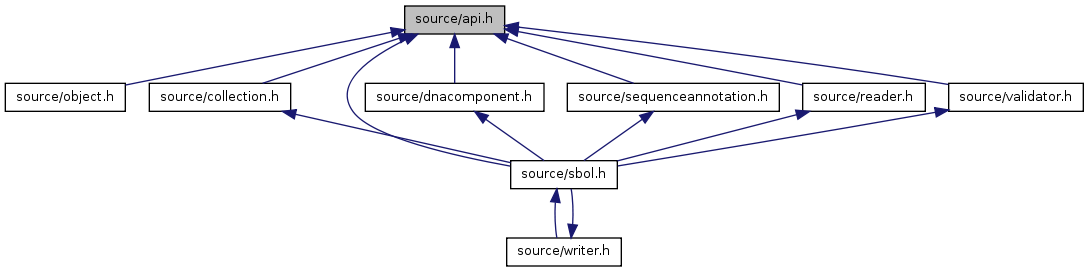 source/api.h
source/object.h
source/collection.h
source/dnacomponent.h
source/sequenceannotation.h
source/reader.h
source/validator.h
source/sbol.h
source/writer.h